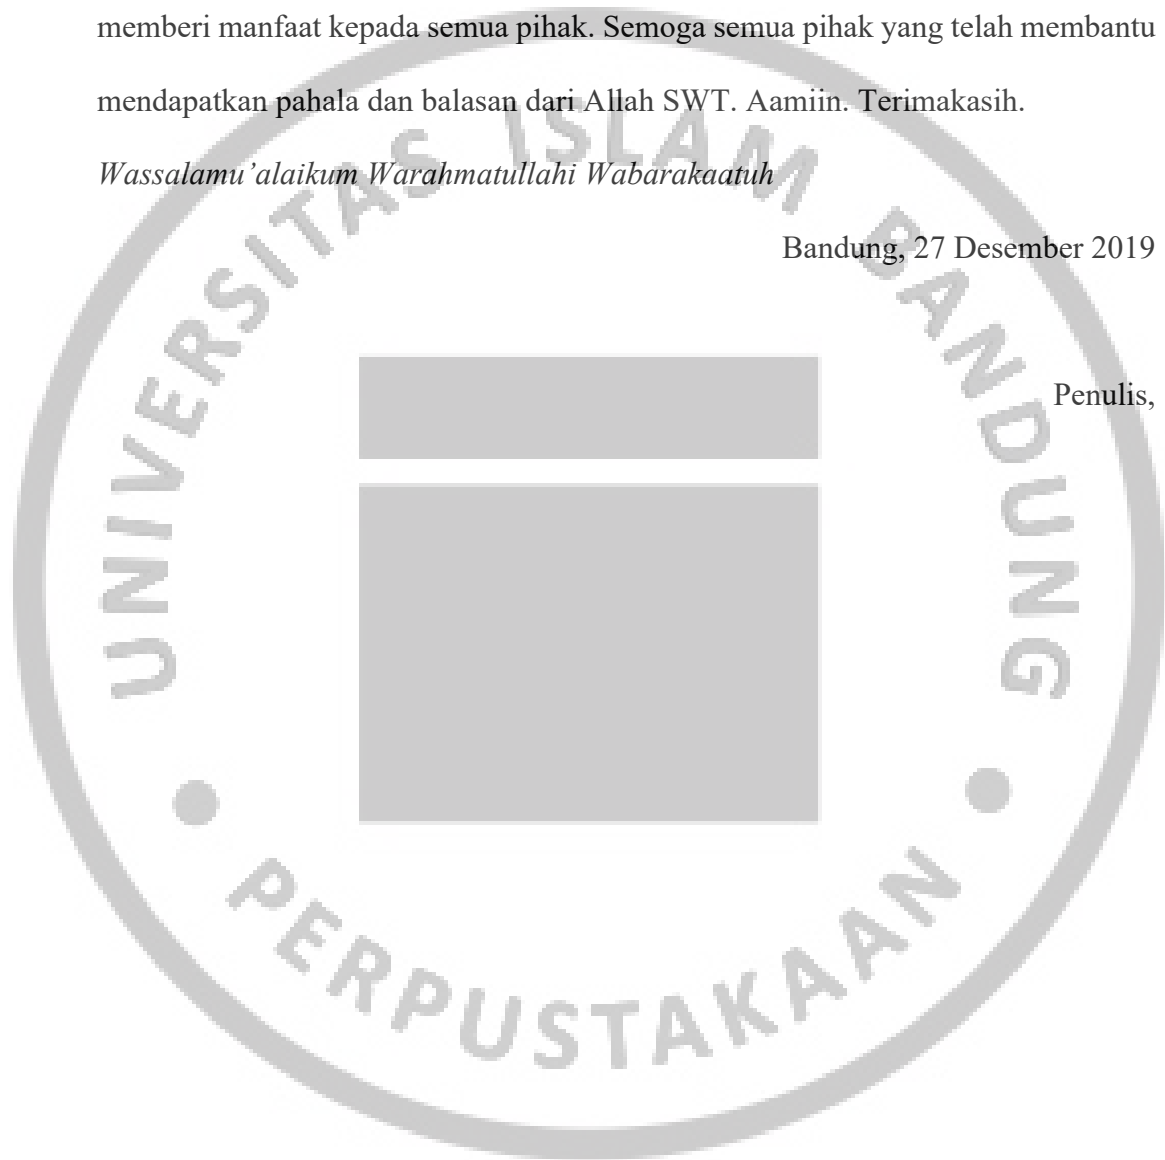 memberi manfaat kepada semua pihak. Semoga semua pihak yang telah membantu
mendapatkan pahala dan balasan dari Allah SWT. Aamiin. Terimakasih.
Wassalamu’alaikum Warahmatullahi Wabarakaatuh
Bandung, 27 Desember 2019
Penulis,
UNIVERSITAS ISLAM BANDUNG
PERPUSTAKAAN